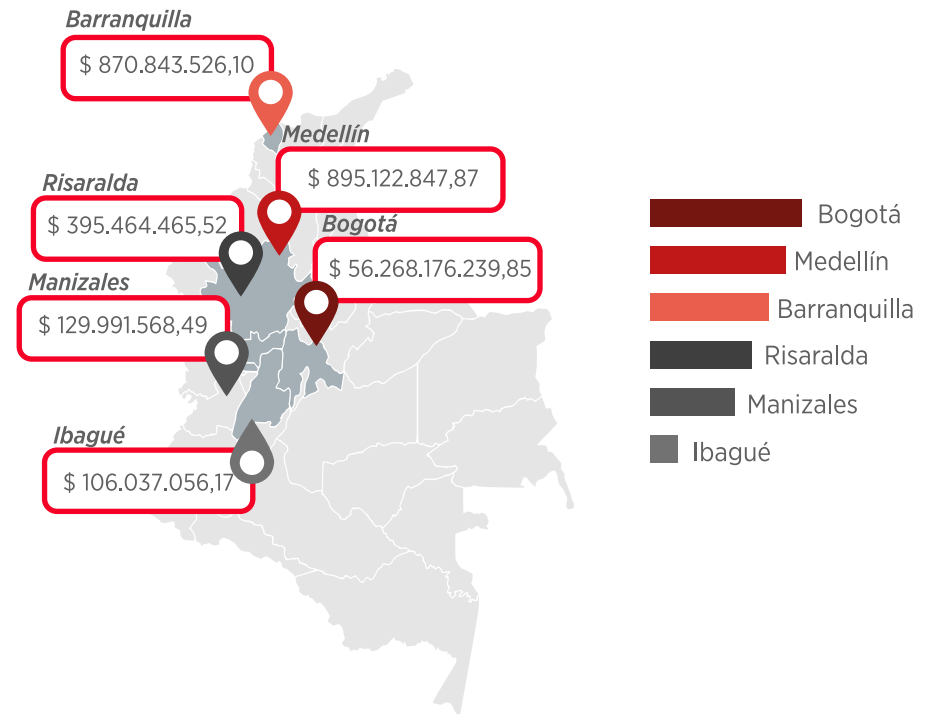 Barranquilla
$ 870.843.526,10
Medellín
$ 895.122.847,87
Risaralda
$ 395.464.465,52
Bogotá
$ 56.268.176.239,85
Manizales
$ 129.991.568,49
Ibagué
$ 106.037.056,17
Bogotá
Medellín
Barranquilla
Risaralda
Manizales
Ibagué